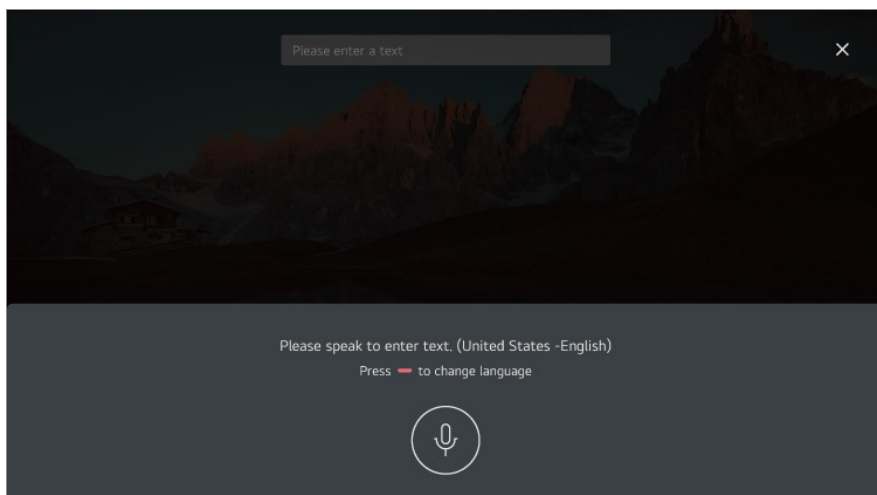 Please enter a text
Please speak to enter text. (United States -English)
Press to change language